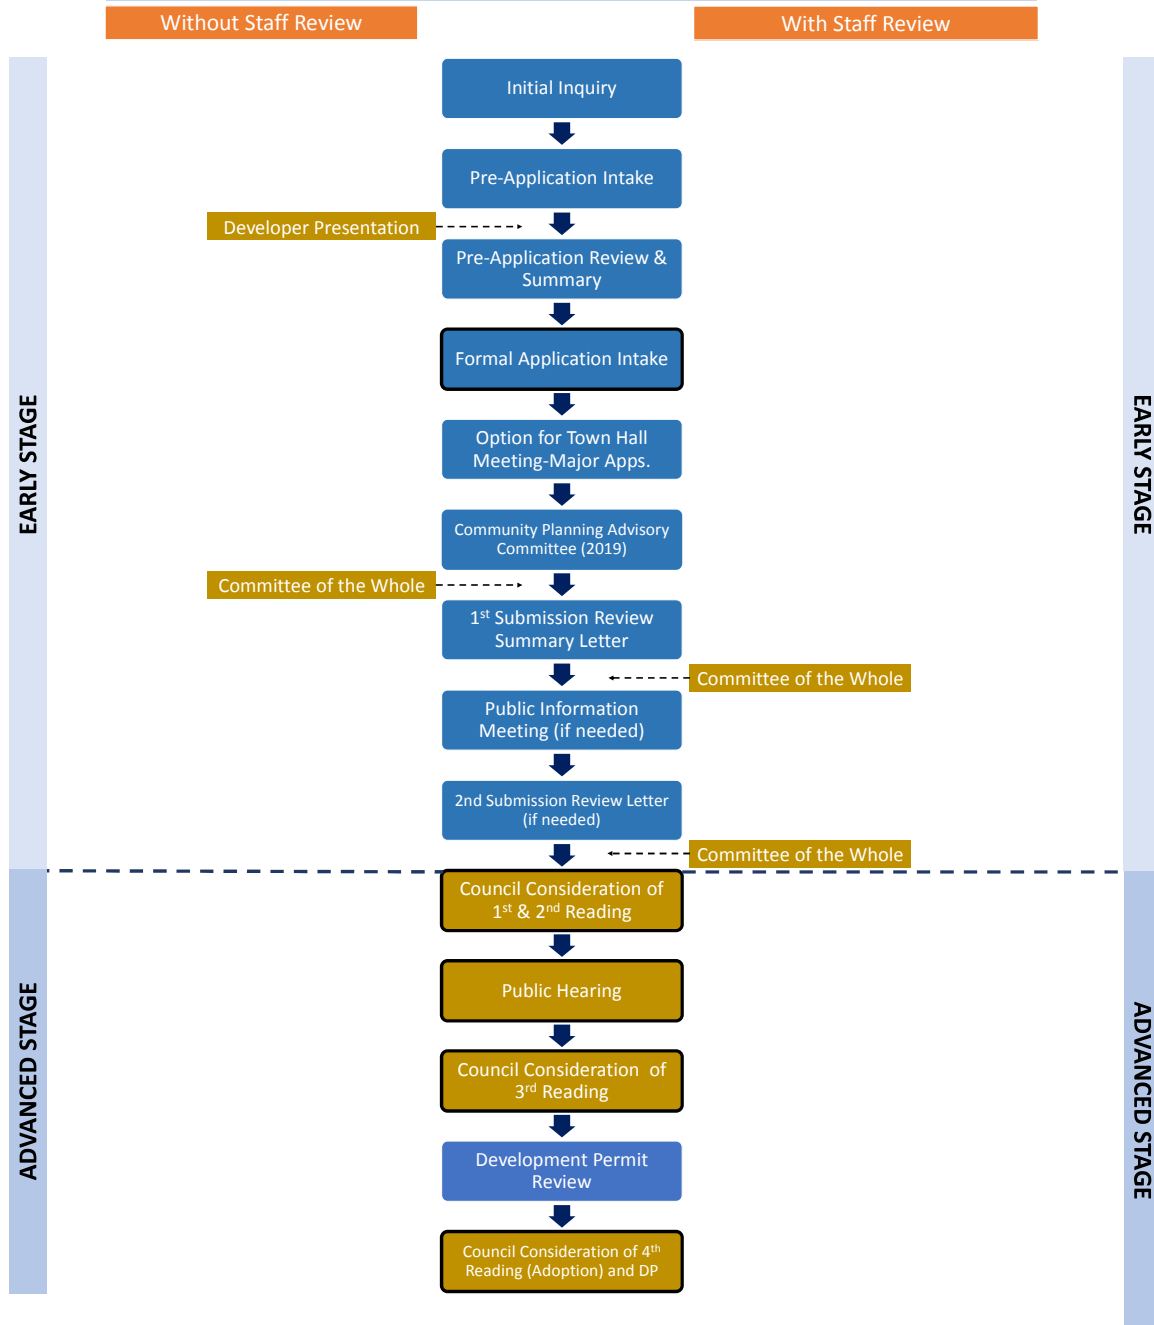 Without Staff Review
With Staff Review
Initial Inquiry
Pre-Application Intake
Developer Presentation
Pre-Application Review &
Summary
Formal Application Intake
EARLY STAGE
EARLY STAGE
Option for Town Hall
Meeting-Major Apps.
Community Planning Advisory
Committee (2019)
Committee of the Whole
1st Submission Review
Summary Letter
Committee of the Whole
Public Information
Meeting (if needed)
2nd Submission Review Letter
(if needed)
Committee of the Whole
Council Consideration of
1st & 2nd Reading
Public Hearing
ADVANCED STAGE
ADVANCED STAGE
Council Consideration  of
3rd Reading
Development Permit
Review
Council Consideration of 4th
Reading (Adoption) and DP